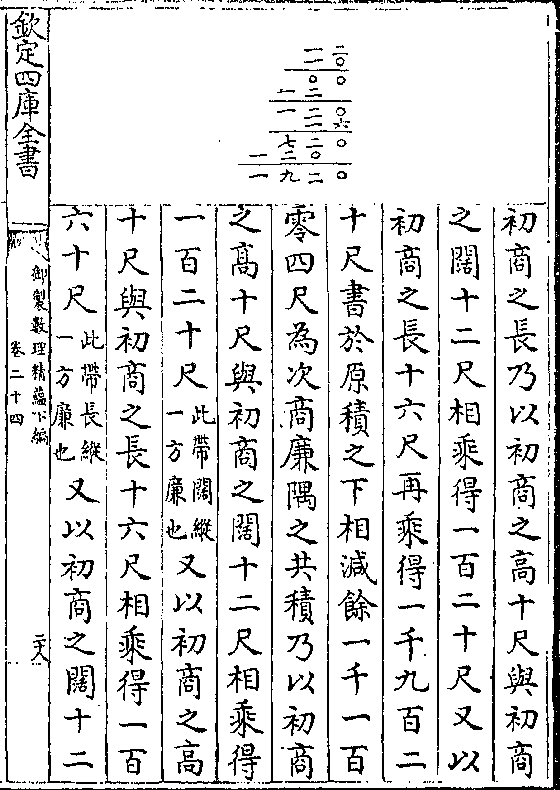 一二
一〇
〇〇
一二
一二〇
一六
七二〇
一二〇
一九二〇
初商之長乃以初商之高十尺與初商
之闊十二尺相乘得一百二十尺又以
初商之長十六尺再乘得一千九百二
十尺書於原積之下相減餘一千一百
零四尺為次商廉隅之共積乃以初商
之髙十尺與初商之闊十二尺相乘得
一百二十尺此帶闊縱一方廉也又以初商之高
十尺與初商之長十六尺相乘得一百
六十尺此帶長縱一方廉也又以初商之闊十二
欽定四庫全書
御製數理精蘊下編
卷二十四
二八